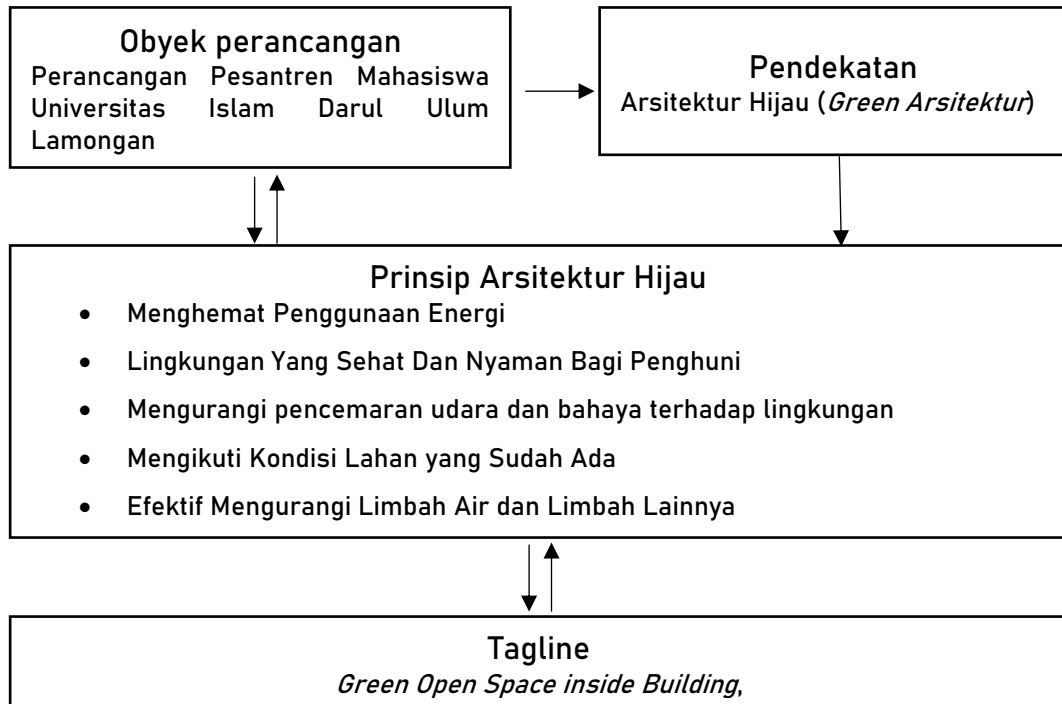 Obyek perancangan
Perancangan Pesantren Mahasiswa
Universitas Islam Darul Ulum
Lamongan
Pendekatan
Arsitektur Hijau (Green Arsitektur)
Prinsip Arsitektur Hijau
• Menghemat Penggunaan Energi
• Lingkungan Yang Sehat Dan Nyaman Bagi Penghuni
• Mengurangi pencemaran udara dan bahaya terhadap lingkungan
• Mengikuti Kondisi Lahan yang Sudah Ada
• Efektif Mengurangi Limbah Air dan Limbah Lainnya
Tagline
Green Open Space inside Building,